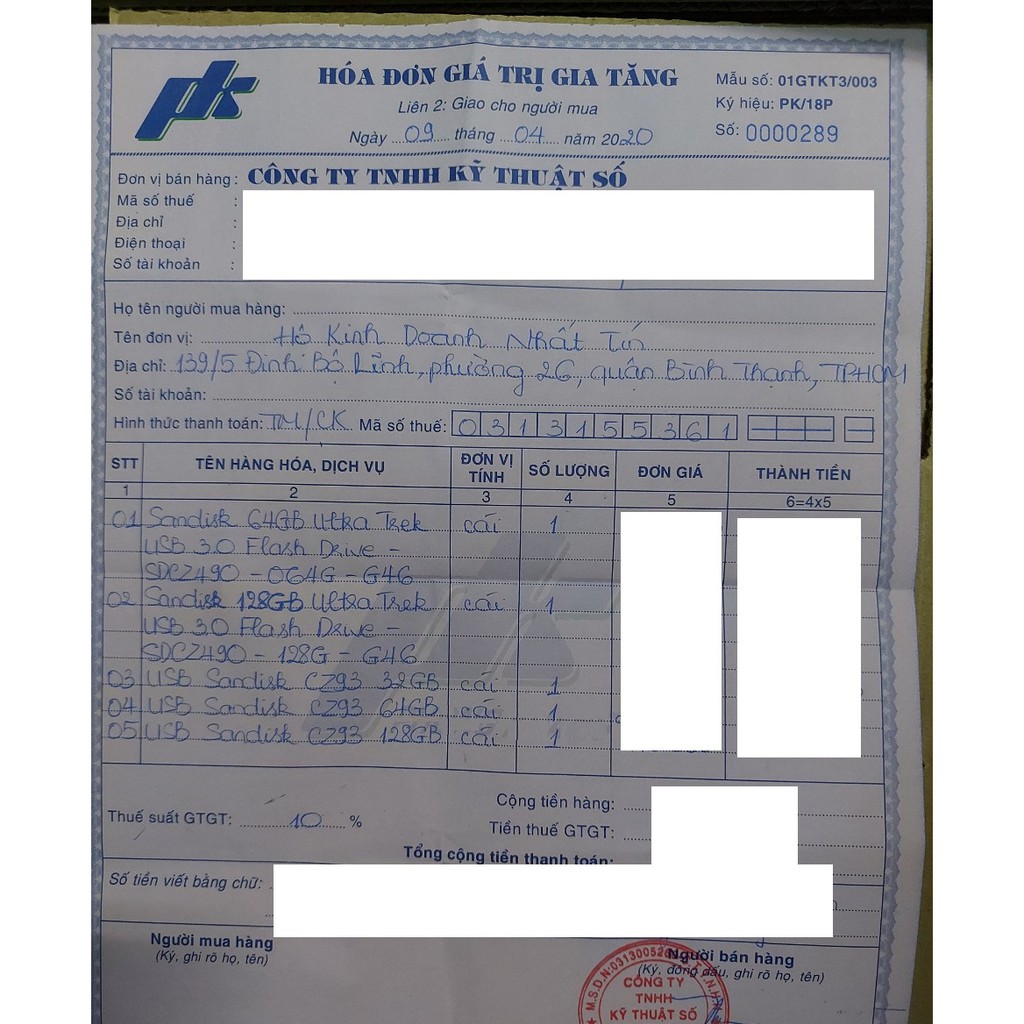 pk
HÓA ĐƠN GIÁ TRỊ GIA TĂNG
Liên 2: Giao cho người mua
Ngày 09 tháng 04 năm 2020
Mẫu số: 01GTKT3/003
Ký hiệu: PK/18P
Số: 0000289
Đơn vị bán hàng: CÔNG TY TNHH KỸ THUẬT SỐ
Mã số thuế :
Địa chỉ :
Điện thoại :
Số tài khoản :
Họ tên người mua hàng:
Tên đơn vị: Hộ Kinh Doanh Nhất Tín
Địa chỉ: 139/5 Đinh Bộ Lĩnh, phường 26, quận Bình Thạnh, TPHCM
Số tài khoản:
Hình thức thanh toán: TM/CK Mã số thuế: 0313155361
STT TÊN HÀNG HÓA, DỊCH VỤ ĐƠN VỊ TÍNH SỐ LƯỢNG ĐƠN GIÁ THÀNH TIỀN
1 2 3 4 5 6=4x5
01 Sandisk 64GB Ultra Trek cái 1
USB 3.0 Flash Drive -
SDCZ490 - 064G - G46
02 Sandisk 128GB Ultra Trek cái 1
USB 3.0 Flash Drive -
SDCZ490 - 128G - G46
03 USB Sandisk CZ93 32GB cái 1
04 USB Sandisk CZ93 64GB cái 1
05 USB Sandisk CZ93 128GB cái 1
Cộng tiền hàng:
Thuế suất GTGT: 10 % Tiền thuế GTGT:
Tổng cộng tiền thanh toán:
Số tiền viết bằng chữ:
Người mua hàng
(Ký, ghi rõ họ, tên)
Người bán hàng
(Ký, đóng dấu, ghi rõ họ, tên)
CÔNG TY
TNHH
KỸ THUẬT SỐ